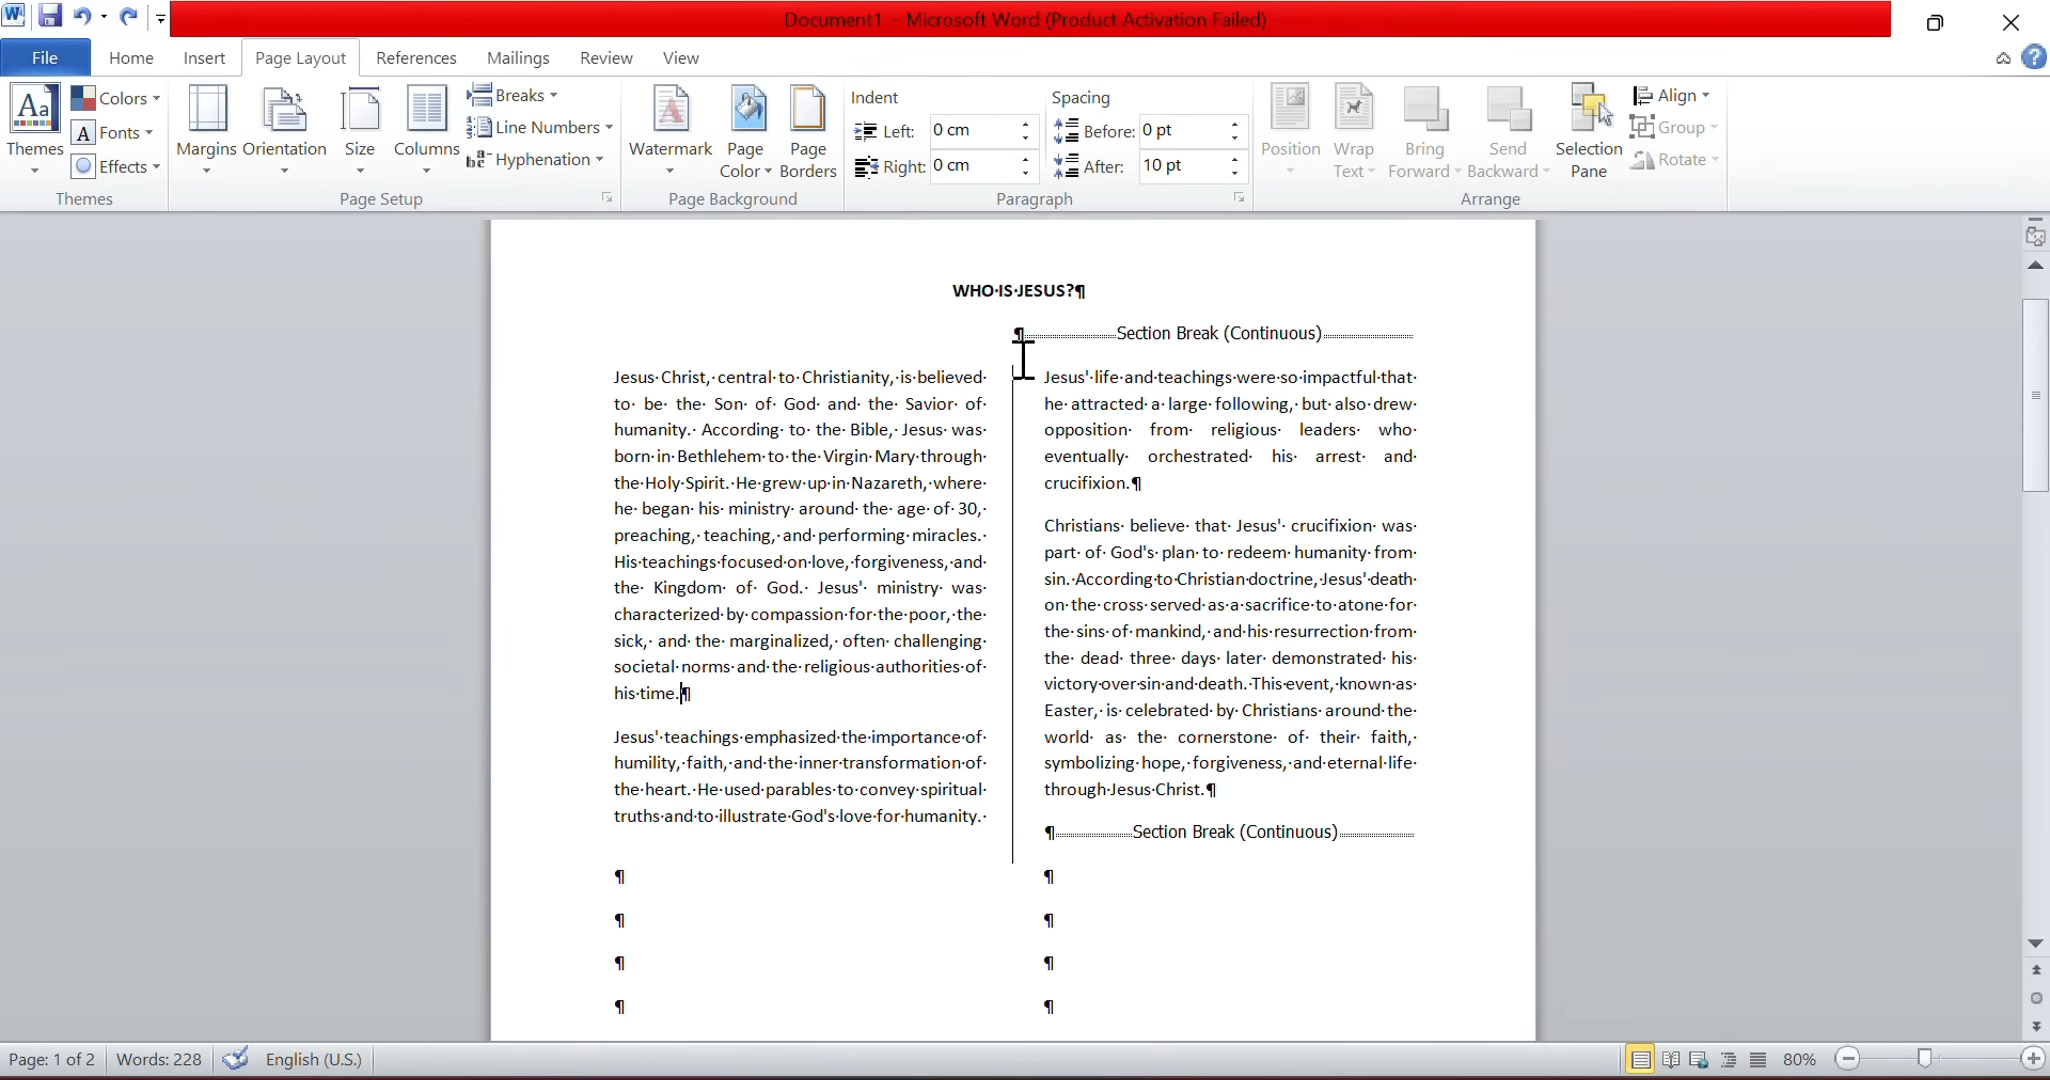 Document1 - Microsoft Word (Product Activation Failed)
File Home Insert Page Layout References Mailings Review View
Aa Themes
Colors
A Fonts
Effects
Themes
Margins
Orientation
Size
Columns
Breaks
Line Numbers
Hyphenation
Page Setup
Watermark
Page Color
Page Borders
Page Background
Indent
Left: 0 cm
Right: 0 cm
Spacing
Before: 0 pt
After: 10 pt
Paragraph
Position
Wrap Text
Bring Forward
Send Backward
Selection Pane
Align
Group
Rotate
Arrange
WHO·IS·JESUS?¶
¶Section Break (Continuous)
Jesus·Christ,·central·to·Christianity,·is·believed·
to·be·the·Son·of·God·and·the·Savior·of·
humanity.·According·to·the·Bible,·Jesus·was·
born·in·Bethlehem·to·the·Virgin·Mary·through·
the·Holy·Spirit.·He·grew·up·in·Nazareth,·where·
he·began·his·ministry·around·the·age·of·30,·
preaching,·teaching,·and·performing·miracles.·
His·teachings·focused·on·love,·forgiveness,·and·
the·Kingdom·of·God.·Jesus'·ministry·was·
characterized·by·compassion·for·the·poor,·the·
sick,·and·the·marginalized,·often·challenging·
societal·norms·and·the·religious·authorities·of·
his·time.¶
Jesus'·teachings·emphasized·the·importance·of·
humility,·faith,·and·the·inner·transformation·of·
the·heart.·He·used·parables·to·convey·spiritual·
truths·and·to·illustrate·God's·love·for·humanity.·
Jesus'·life·and·teachings·were·so·impactful·that·
he·attracted·a·large·following,·but·also·drew·
opposition·from·religious·leaders·who·
eventually·orchestrated·his·arrest·and·
crucifixion.¶
Christians·believe·that·Jesus'·crucifixion·was·
part·of·God's·plan·to·redeem·humanity·from·
sin.·According·to·Christian·doctrine,·Jesus'·death·
on·the·cross·served·as·a·sacrifice·to·atone·for·
the·sins·of·mankind,·and·his·resurrection·from·
the·dead·three·days·later·demonstrated·his·
victory·over·sin·and·death.·This·event,·known·as·
Easter,·is·celebrated·by·Christians·around·the·
world·as·the·cornerstone·of·their·faith,·
symbolizing·hope,·forgiveness,·and·eternal·life·
through·Jesus·Christ.¶
¶Section Break (Continuous)
¶ ¶
¶ ¶
¶ ¶
¶ ¶
Page: 1 of 2 Words: 228 English (U.S.) 80%